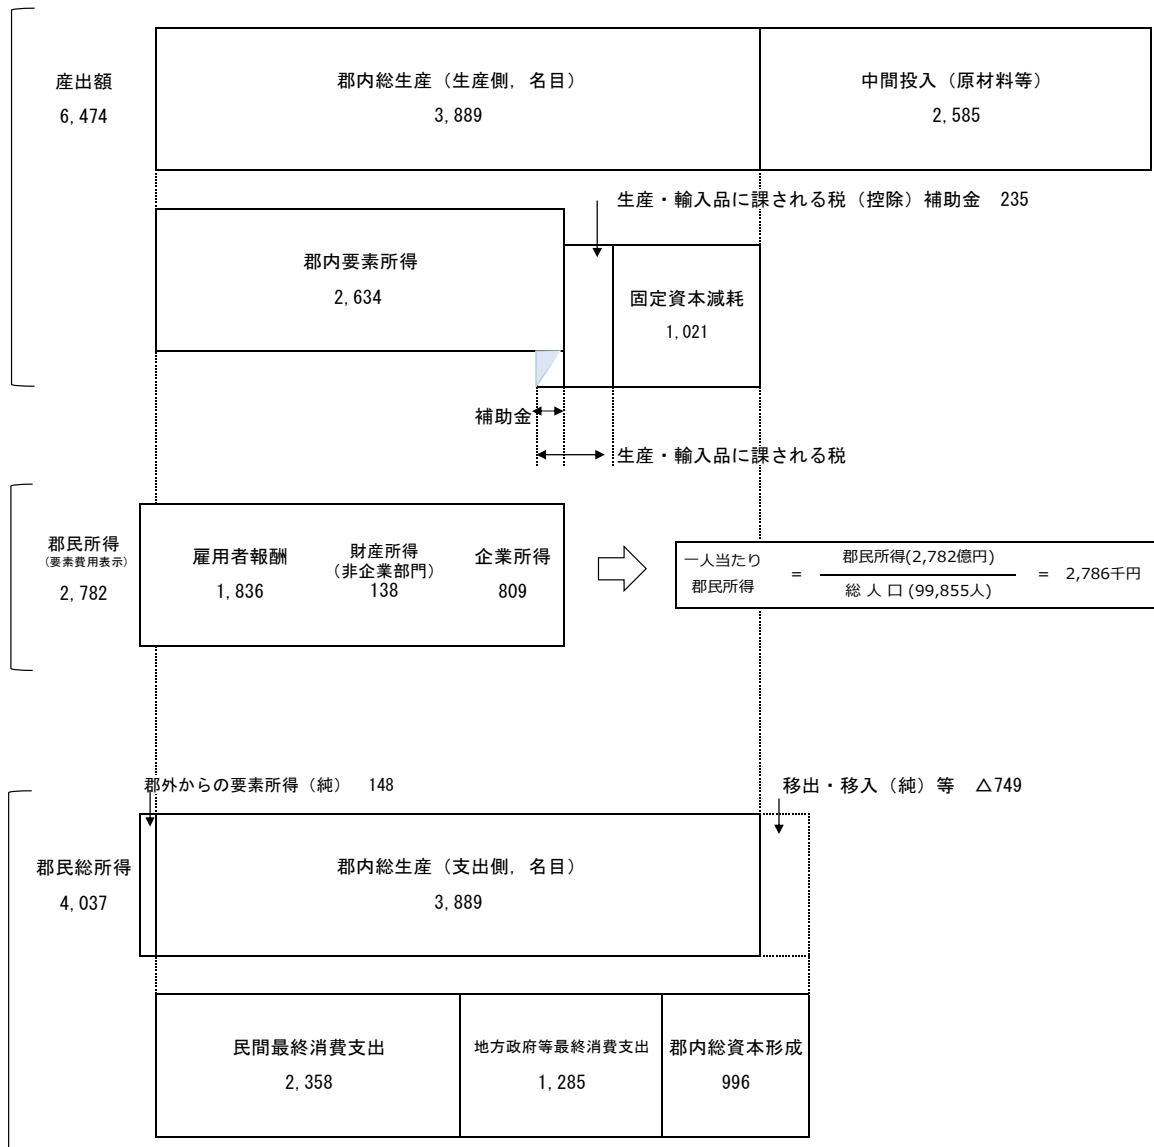 産出額
6,474
郡内総生産（生産側，名目）
3,889
中間投入（原材料等）
2,585
生産・輸入品に課される税（控除）補助金　235
郡内要素所得
2,634
固定資本減耗
1,021
補助金
生産・輸入品に課される税
郡民所得
（要素費用表示）
2,782
雇用者報酬
1,836
財産所得
（非企業部門）
138
企業所得
809
一人当たり
郡民所得
＝
郡民所得(2,782億円)
総 人 口 (99,855人)
＝　2,786千円
郡外からの要素所得（純）　148
移出・移入（純）等　△749
郡民総所得
4,037
郡内総生産（支出側，名目）
3,889
民間最終消費支出
2,358
地方政府等最終消費支出
1,285
郡内総資本形成
996